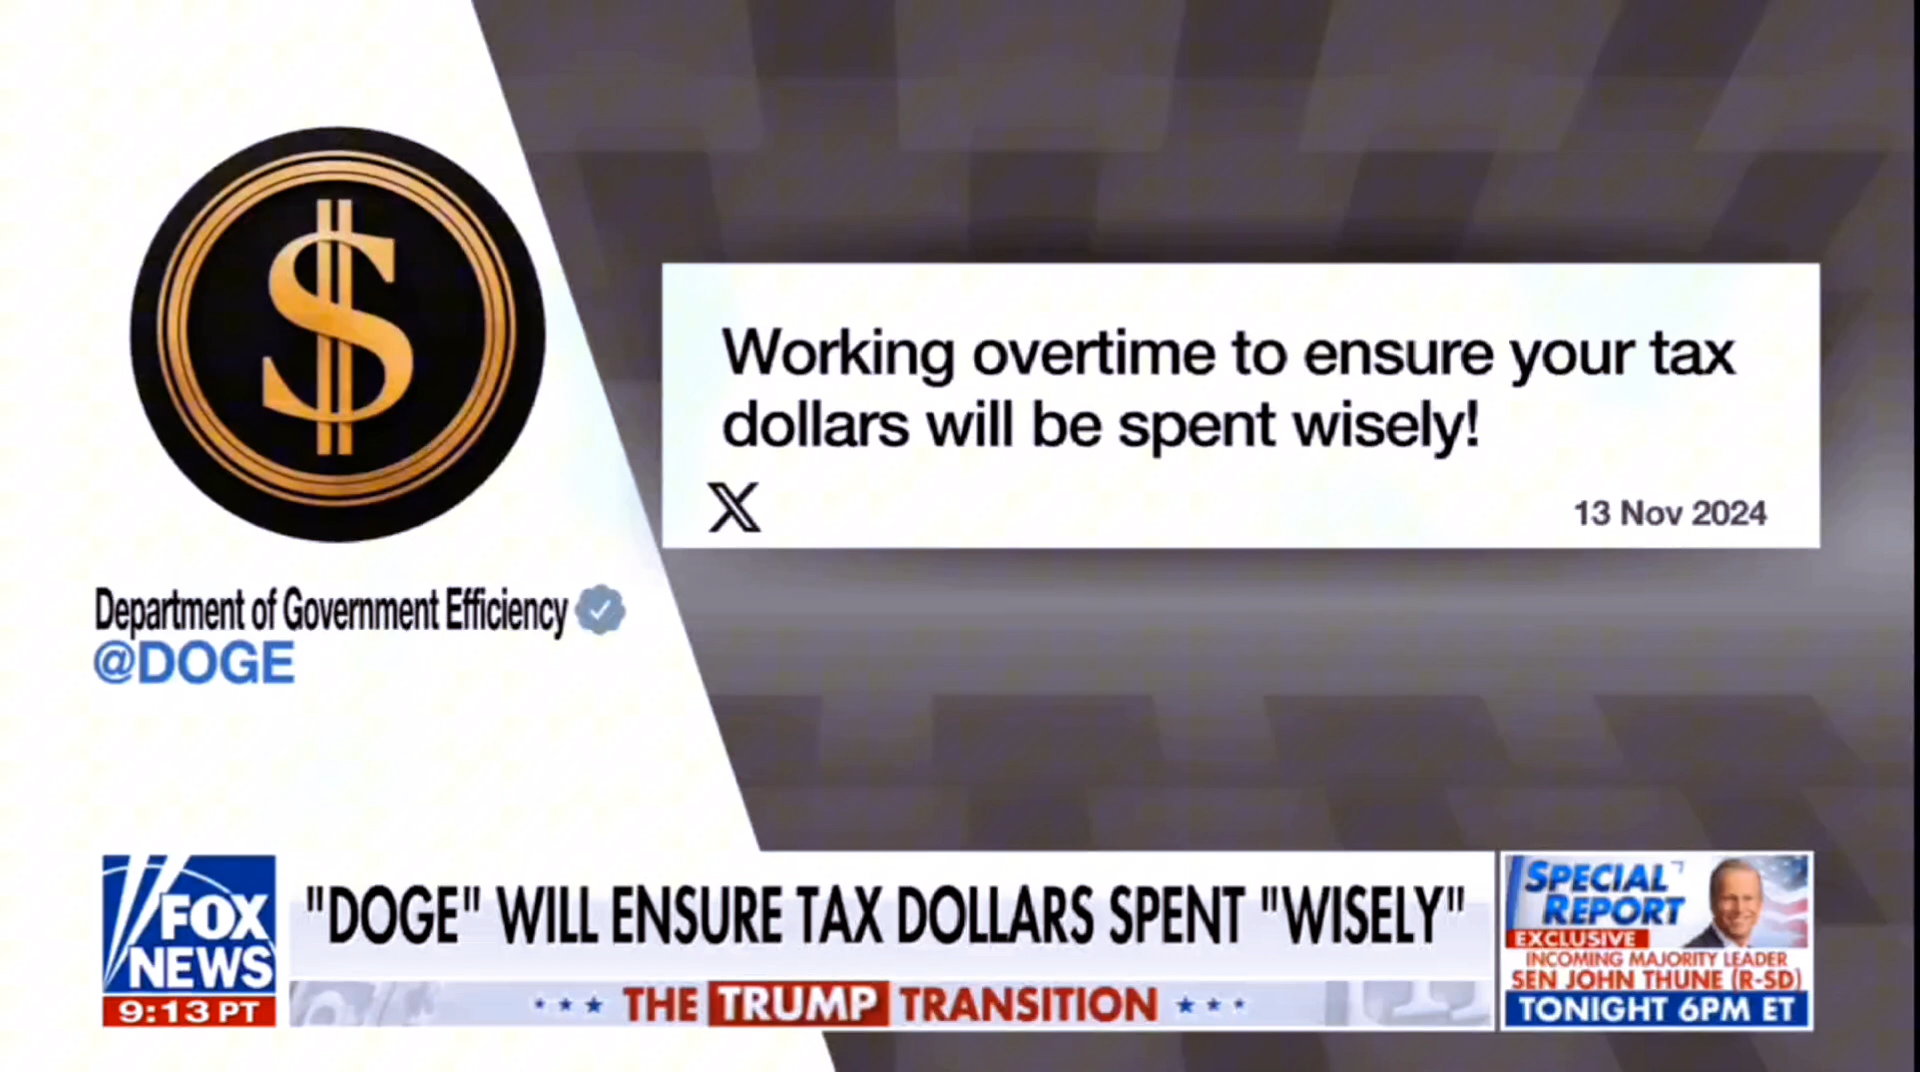 $
Working overtime to ensure your tax
dollars will be spent wisely!
X
13 Nov 2024
Department of Government Efficiency
@DOGE
FOX
NEWS
9:13 PT
"DOGE" WILL ENSURE TAX DOLLARS SPENT "WISELY"
THE TRUMP TRANSITION
SPECIAL
REPORT
EXCLUSIVE
INCOMING MAJORITY LEADER
SEN JOHN THUNE (R-SD)
TONIGHT 6PM ET